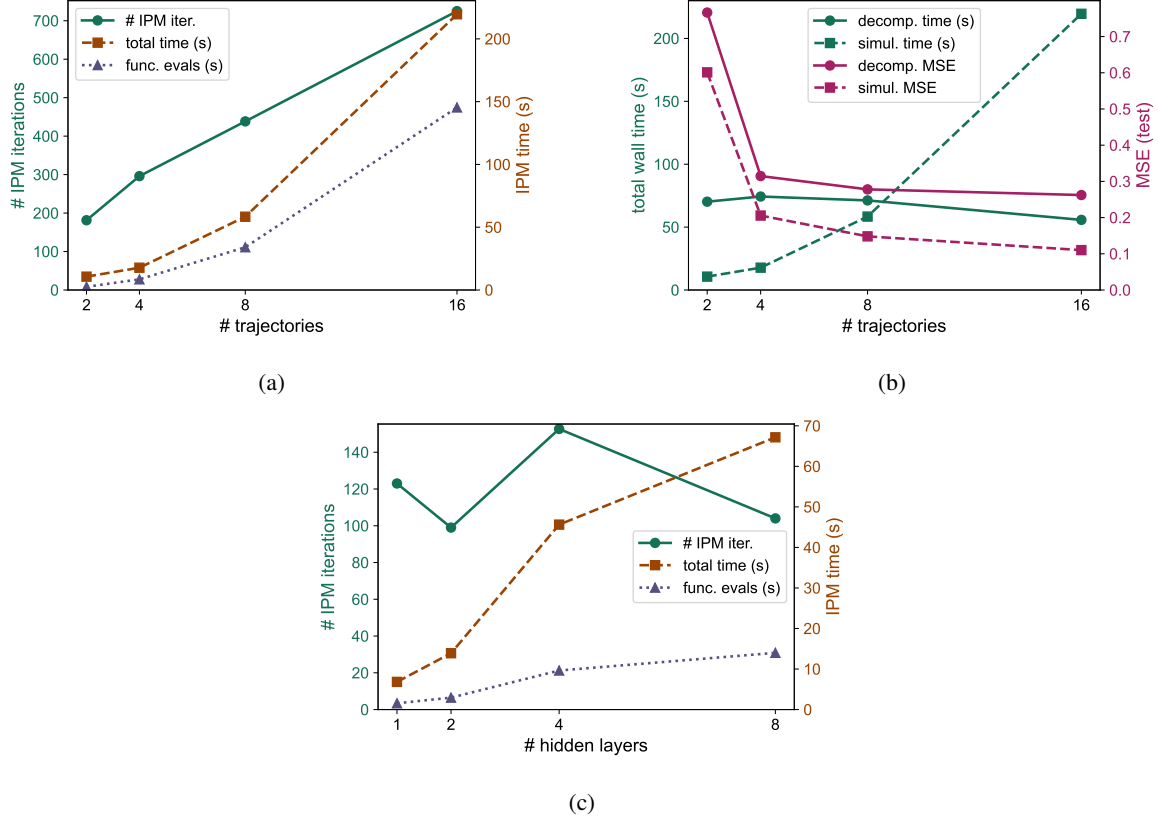 # IPM iter.
total time (s)
func. evals (s)
# IPM iterations
0
100
200
300
400
500
600
700
IPM time (s)
0
50
100
150
200
2 4 8 16
# trajectories
(a)
decomp. time (s)
simul. time (s)
decomp. MSE
simul. MSE
total wall time (s)
0
50
100
150
200
MSE (test)
0.0
0.1
0.2
0.3
0.4
0.5
0.6
0.7
2 4 8 16
# trajectories
(b)
# IPM iterations
0
20
40
60
80
100
120
140
# IPM iter.
total time (s)
func. evals (s)
IPM time (s)
0
10
20
30
40
50
60
70
1 2 4 8
# hidden layers
(c)